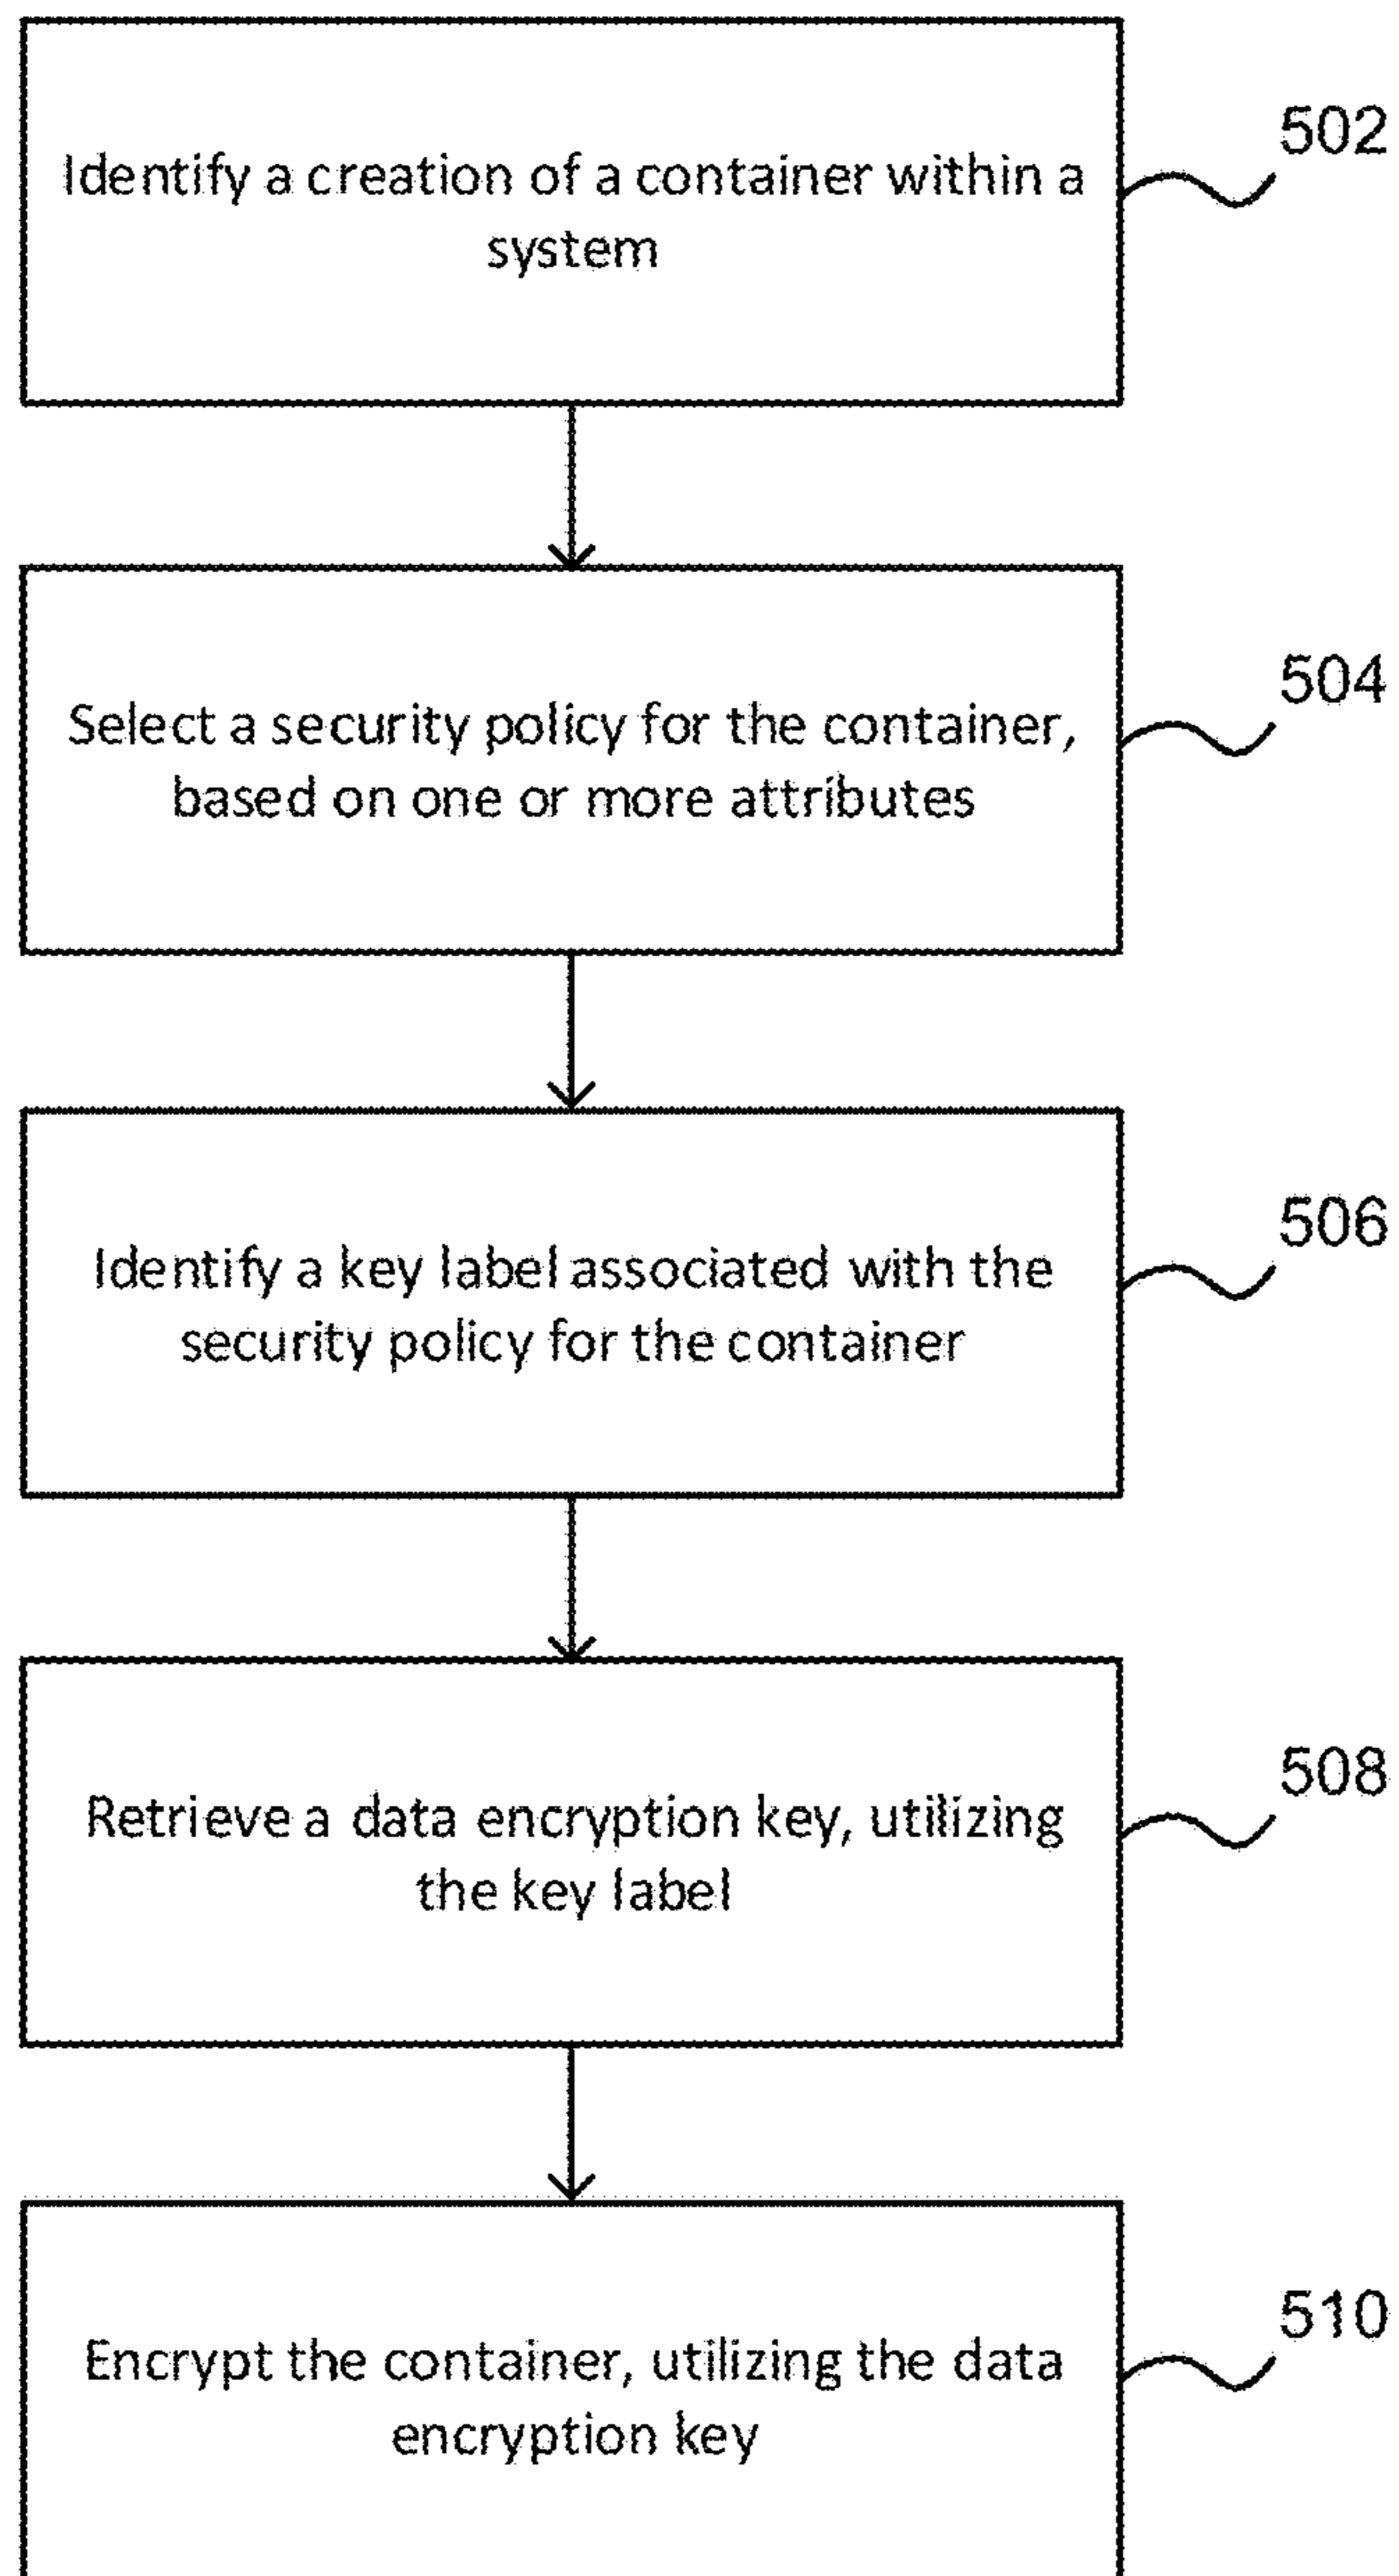 Identify a creation of a container within a
system
502
Select a security policy for the container,
based on one or more attributes
504
Identify a key label associated with the
security policy for the container
506
Retrieve a data encryption key, utilizing
the key label
508
Encrypt the container, utilizing the data
encryption key
510